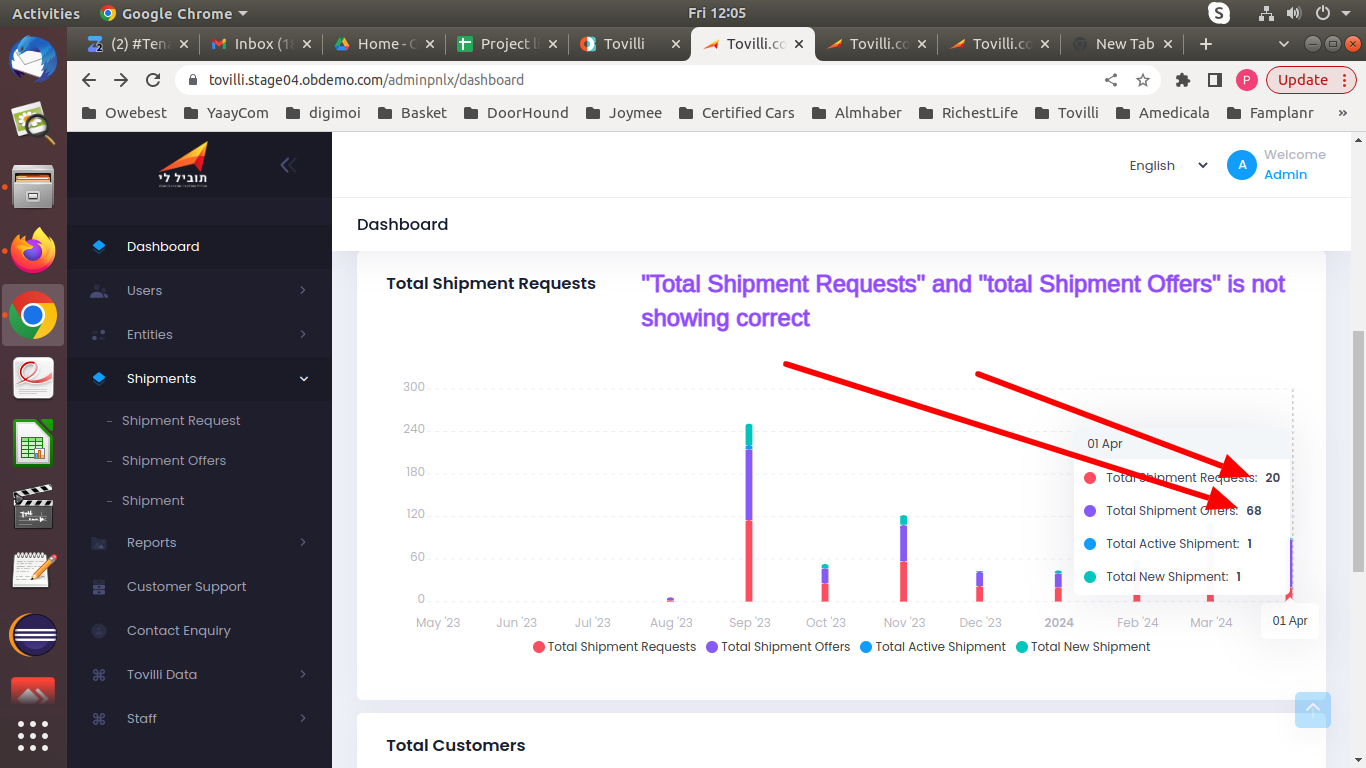 Activities Google Chrome Fri 12:05 S
(2) #Tena Inbox (1 Home - G Project l Tovilli Tovilli.co Tovilli.co Tovilli.co New Tab
tovilli.stage04.obdemo.com/adminpnlx/dashboard P Update
Owebest YaayCom digimoi Basket DoorHound Joymee Certified Cars Almhaber RichestLife Tovilli Amedicala Famplanr »
תוביל לי
English A Welcome
Admin
Dashboard
Dashboard
Users
Entities
Shipments
- Shipment Request
- Shipment Offers
- Shipment
Reports
Customer Support
Contact Enquiry
Tovilli Data
Staff
Total Shipment Requests
"Total Shipment Requests" and "total Shipment Offers" is not
showing correct
300
240
180
120
60
0
01 Apr
Total Shipment Requests: 20
Total Shipment Offers: 68
Total Active Shipment: 1
Total New Shipment: 1
May '23 Jun '23 Jul '23 Aug '23 Sep '23 Oct '23 Nov '23 Dec '23 2024 Feb '24 Mar '24 01 Apr
Total Shipment Requests Total Shipment Offers Total Active Shipment Total New Shipment
Total Customers